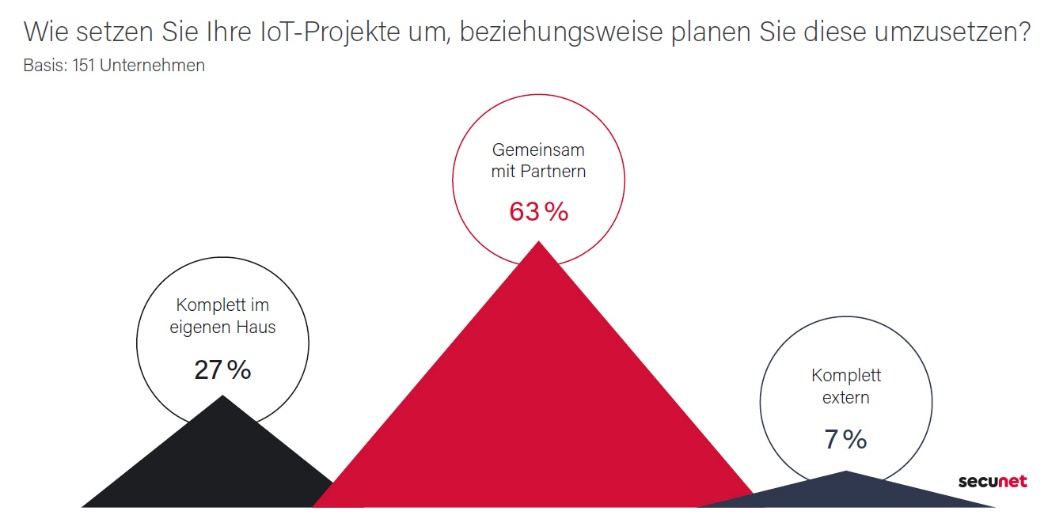 Wie setzen Sie Ihre IoT-Projekte um, beziehungsweise planen Sie diese umzusetzen?
Basis: 151 Unternehmen
Gemeinsam
mit Partnern
63 %
Komplett im
eigenen Haus
27 %
Komplett
extern
7 %
secunet